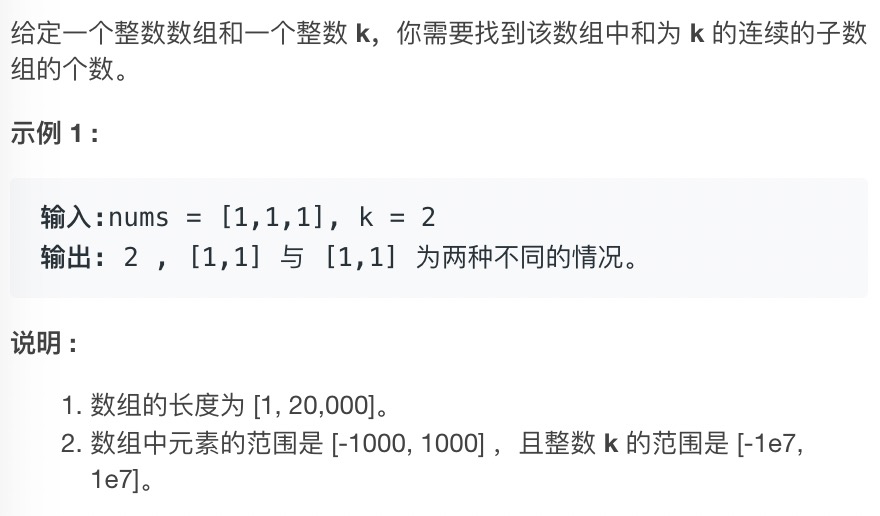 给定一个整数数组和一个整数 k，你需要找到该数组中和为 k 的连续的子数
组的个数。
示例 1 :
输入:nums = [1,1,1], k = 2
输出: 2 , [1,1] 与 [1,1] 为两种不同的情况。
说明 :
1. 数组的长度为 [1, 20,000]。
2. 数组中元素的范围是 [-1000, 1000] ，且整数 k 的范围是 [-1e7,
1e7]。